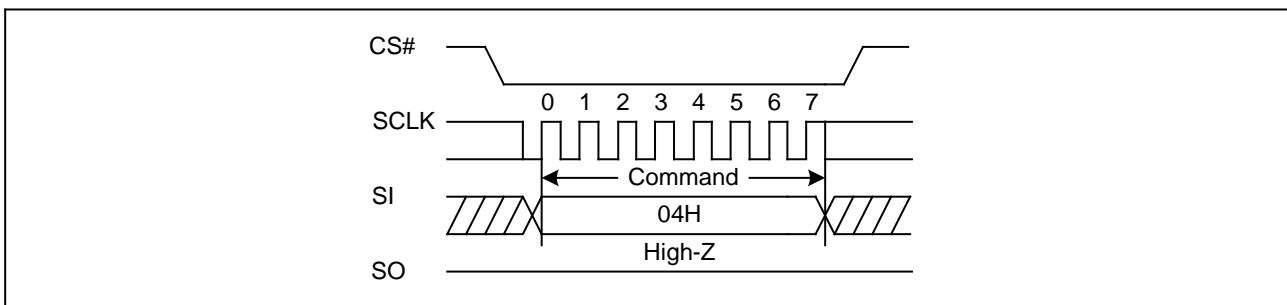 CS#
0 1 2 3 4 5 6 7
SCLK
Command
SI
04H
High-Z
SO